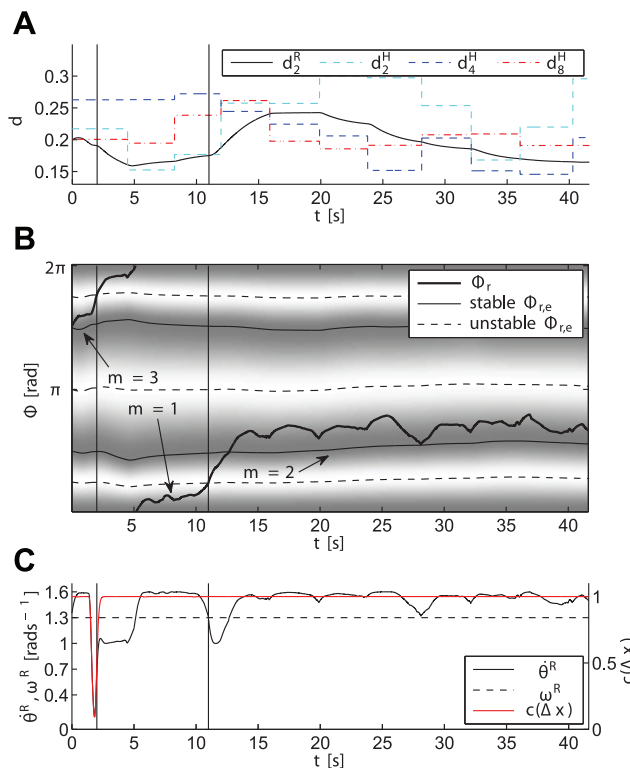 A
d₂ᴿ d₂ᴴ d₄ᴴ d₈ᴴ
0.3
0.25
0.2
0.15
d
0 5 10 15 20 25 30 35 40
t [s]
B
2π
π
Φ [rad]
Φr
stable Φr,e
unstable Φr,e
m = 3
m = 1
m = 2
0 5 10 15 20 25 30 35 40
t [s]
C
1.6
1.3
1
0.7
0.4
0
θ̇ᴿ, ωᴿ [rads⁻¹]
θ̇ᴿ
ωᴿ
c(Δ x)
1
0.5
0
c(Δ x)
0 5 10 15 20 25 30 35 40
t [s]